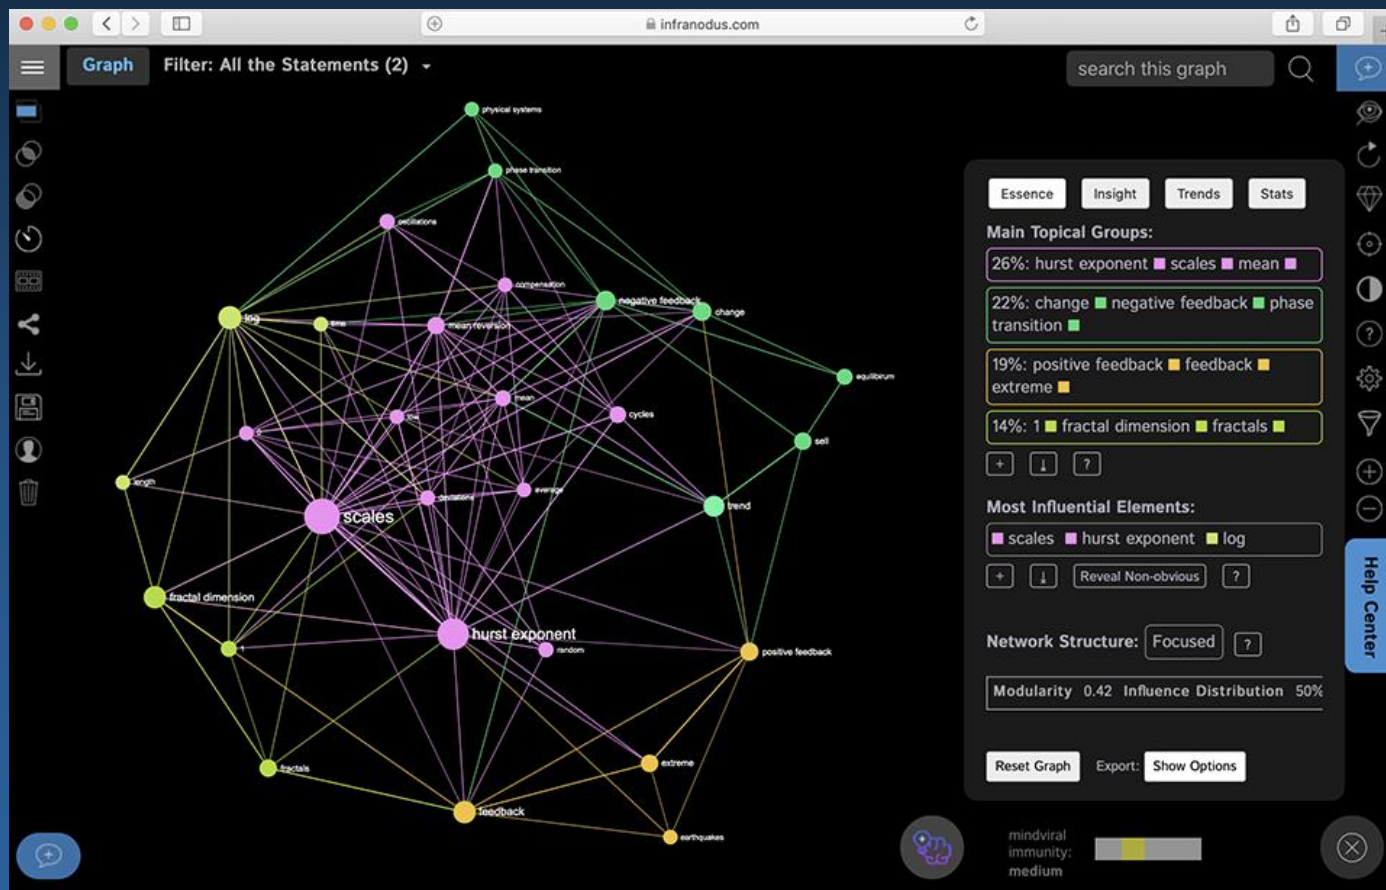 infranodus.com
Graph
Filter: All the Statements (2)
search this graph
physical systems
phase transition
oscillations
compensation
negative feedback
change
log
time
mean reversion
equilibirum
mean
low
cycles
0
sell
length
average
deviations
trend
scales
fractal dimension
hurst exponent
1
random
positive feedback
extreme
fractals
feedback
earthquakes
Essence
Insight
Trends
Stats
Main Topical Groups:
26%: hurst exponent scales mean
22%: change negative feedback phase
transition
19%: positive feedback feedback
extreme
14%: 1 fractal dimension fractals
+
?
Most Influential Elements:
scales hurst exponent log
+
Reveal Non-obvious
?
Network Structure: Focused ?
Modularity 0.42 Influence Distribution 50%
Reset Graph
Export:
Show Options
Help Center
mindviral
immunity:
medium